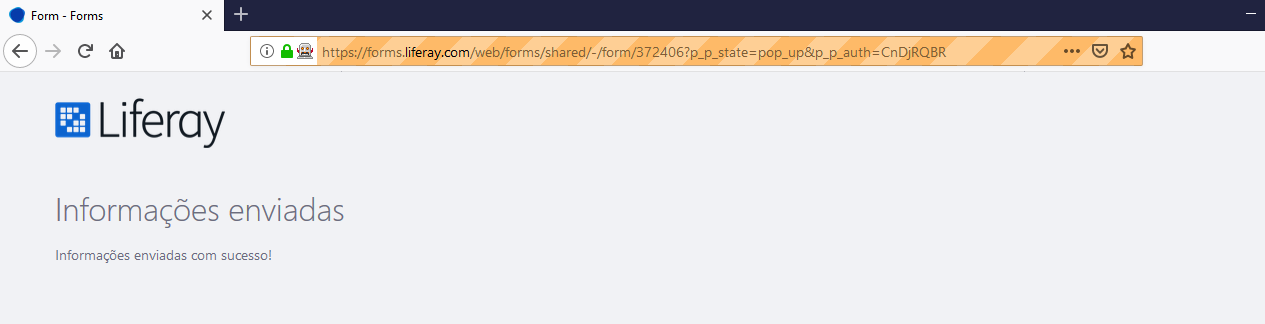 Form - Forms
https://forms.liferay.com/web/forms/shared/-/form/372406?p_p_state=pop_up&p_p_auth=CnDjRQBR
Liferay
Informações enviadas
Informações enviadas com sucesso!